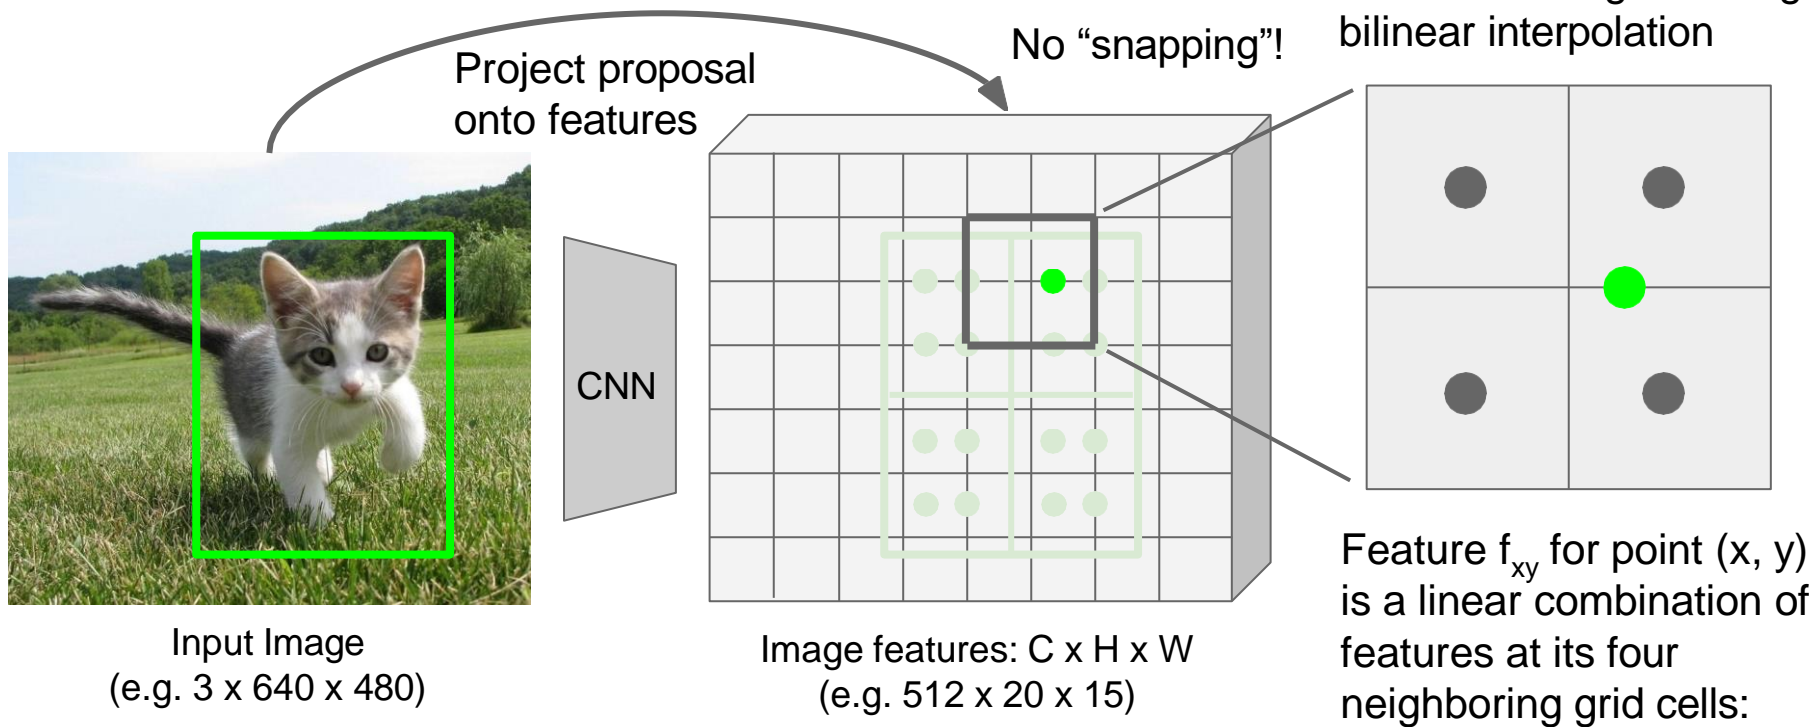 No “snapping”!
bilinear interpolation
Project proposal
onto features
CNN
Input Image
(e.g. 3 x 640 x 480)
Image features: C x H x W
(e.g. 512 x 20 x 15)
Feature fxy for point (x, y)
is a linear combination of
features at its four
neighboring grid cells: